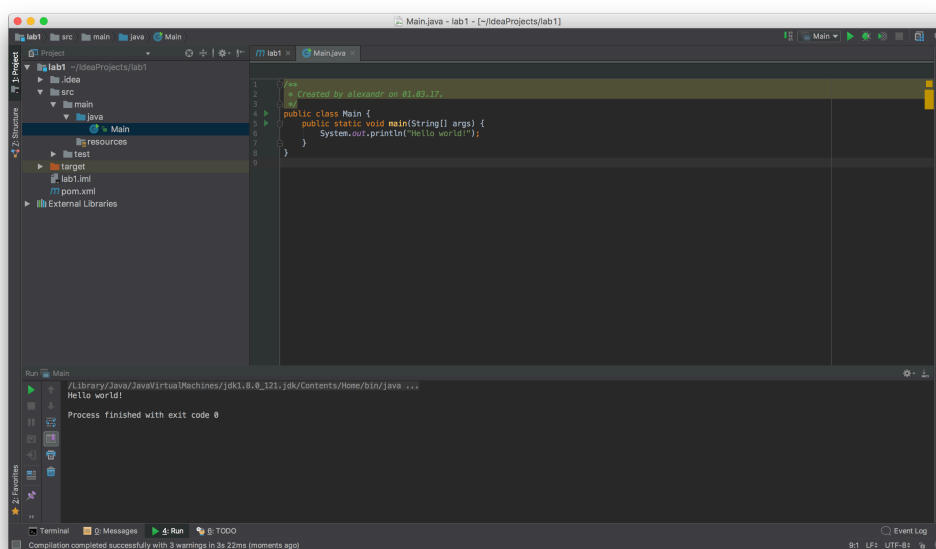 Main.java - lab1 - [~/IdeaProjects/lab1]
lab1 src main java Main
Main
Project
lab1 Main.java
1: Project
Z: Structure
2: Favorites
lab1 ~/IdeaProjects/lab1
.idea
src
main
java
Main
resources
test
target
lab1.iml
pom.xml
External Libraries
1 /**
2 * Created by alexandr on 01.03.17.
3 */
4 public class Main {
5 public static void main(String[] args) {
6 System.out.println("Hello world!");
7 }
8 }
9
Run Main
/Library/Java/JavaVirtualMachines/jdk1.8.0_121.jdk/Contents/Home/bin/java ...
Hello world!
Process finished with exit code 0
Terminal 0: Messages 4: Run 6: TODO Event Log
Compilation completed successfully with 3 warnings in 3s 22ms (moments ago) 9:1 LF÷ UTF-8÷